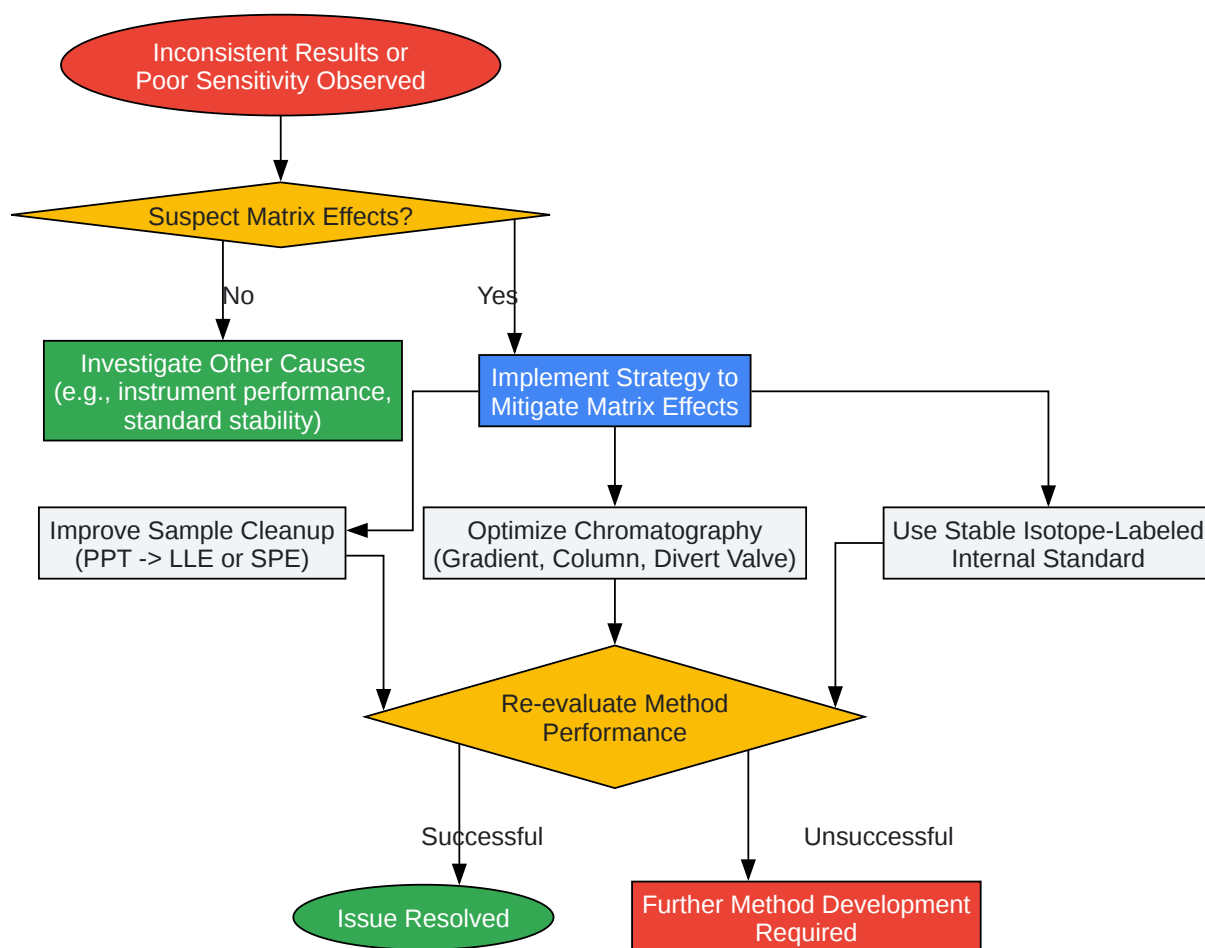 Inconsistent Results or
Poor Sensitivity Observed
Suspect Matrix Effects?
No
Yes
Investigate Other Causes
(e.g., instrument performance,
standard stability)
Implement Strategy to
Mitigate Matrix Effects
Improve Sample Cleanup
(PPT -> LLE or SPE)
Optimize Chromatography
(Gradient, Column, Divert Valve)
Use Stable Isotope-Labeled
Internal Standard
Re-evaluate Method
Performance
Successful
Unsuccessful
Issue Resolved
Further Method Development
Required